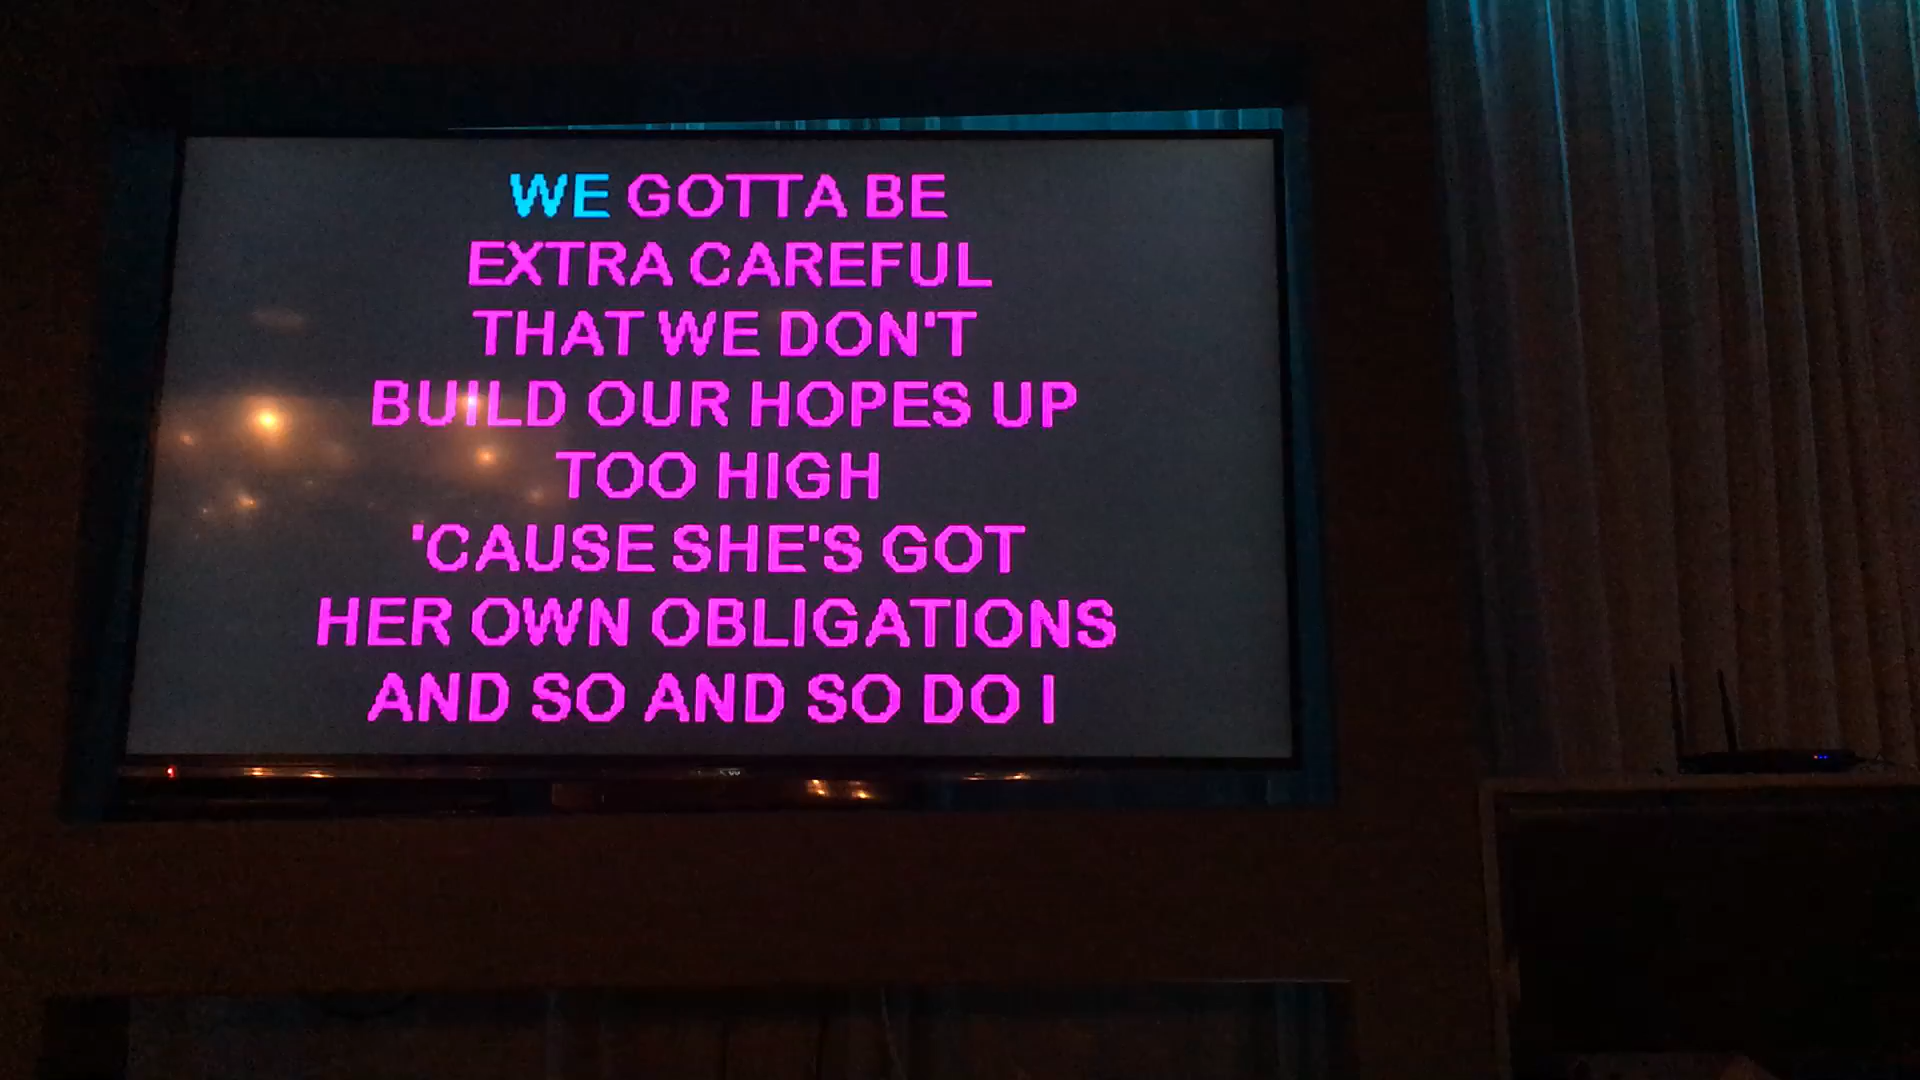 WE GOTTA BE
EXTRA CAREFUL
THAT WE DON'T
BUILD OUR HOPES UP
TOO HIGH
'CAUSE SHE'S GOT
HER OWN OBLIGATIONS
AND SO AND SO DO I